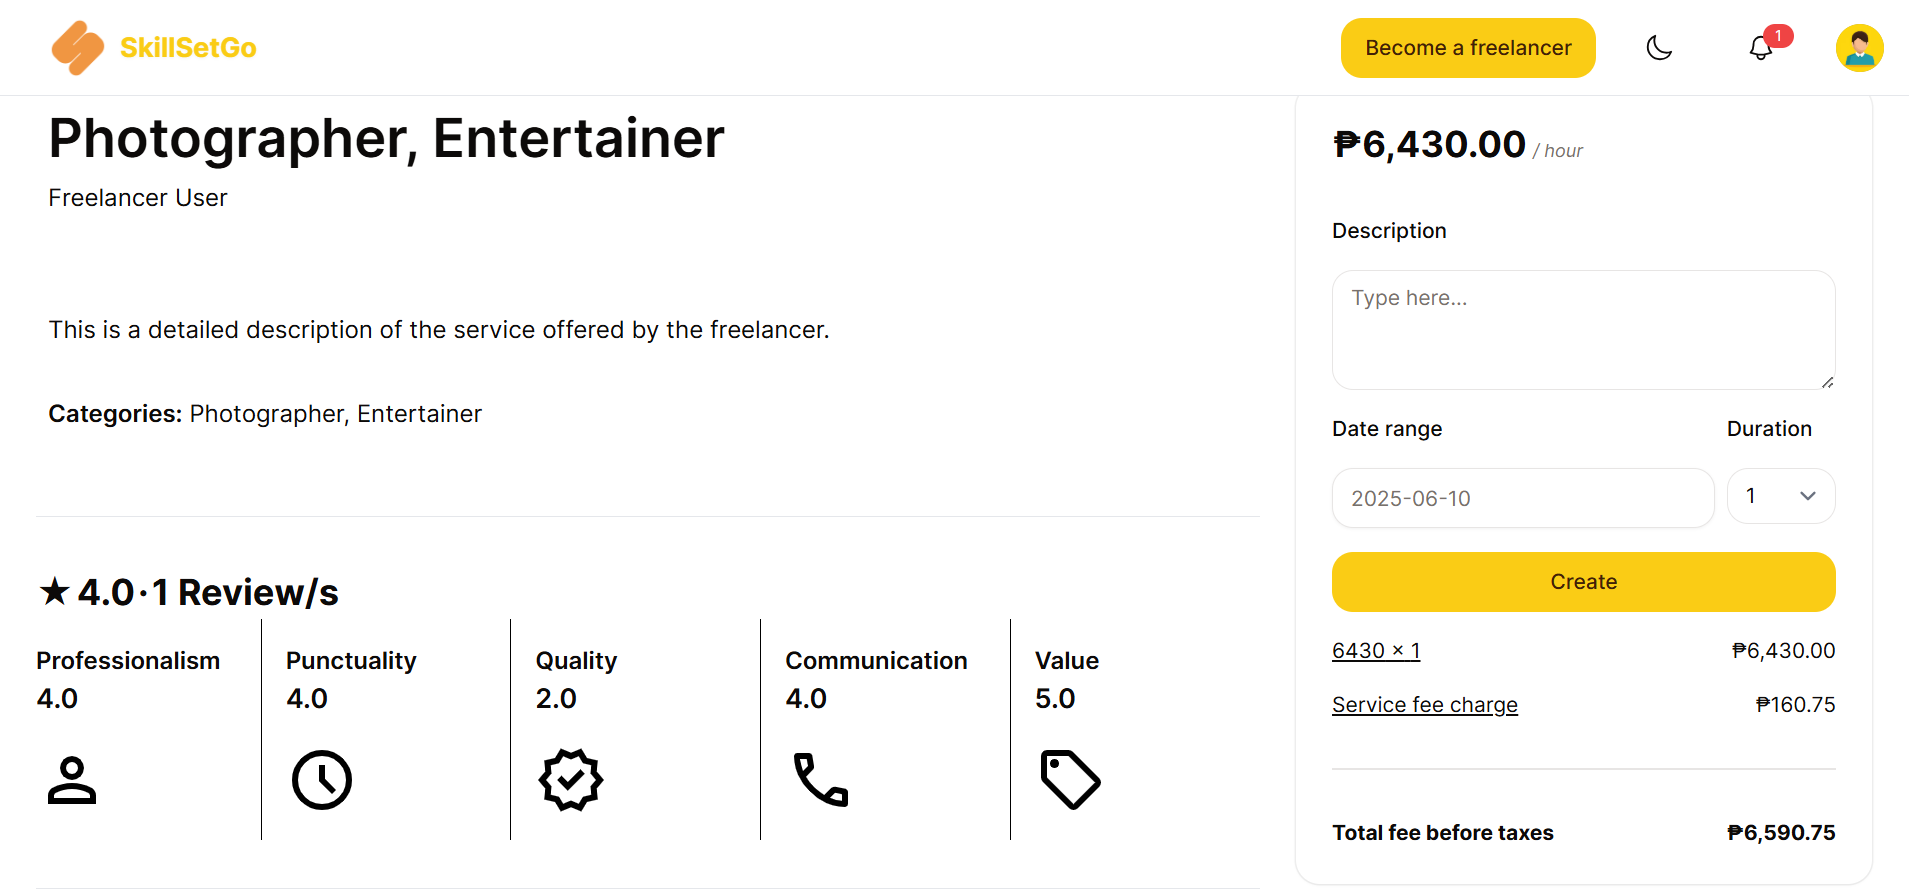 SkillSetGo
Become a freelancer
1
Photographer, Entertainer
Freelancer User
This is a detailed description of the service offered by the freelancer.
Categories: Photographer, Entertainer
★ 4.0·1 Review/s
Professionalism
4.0
Punctuality
4.0
Quality
2.0
Communication
4.0
Value
5.0
₱6,430.00 / hour
Description
Type here...
Date range
Duration
2025-06-10
1
Create
6430 × 1
₱6,430.00
Service fee charge
₱160.75
Total fee before taxes
₱6,590.75